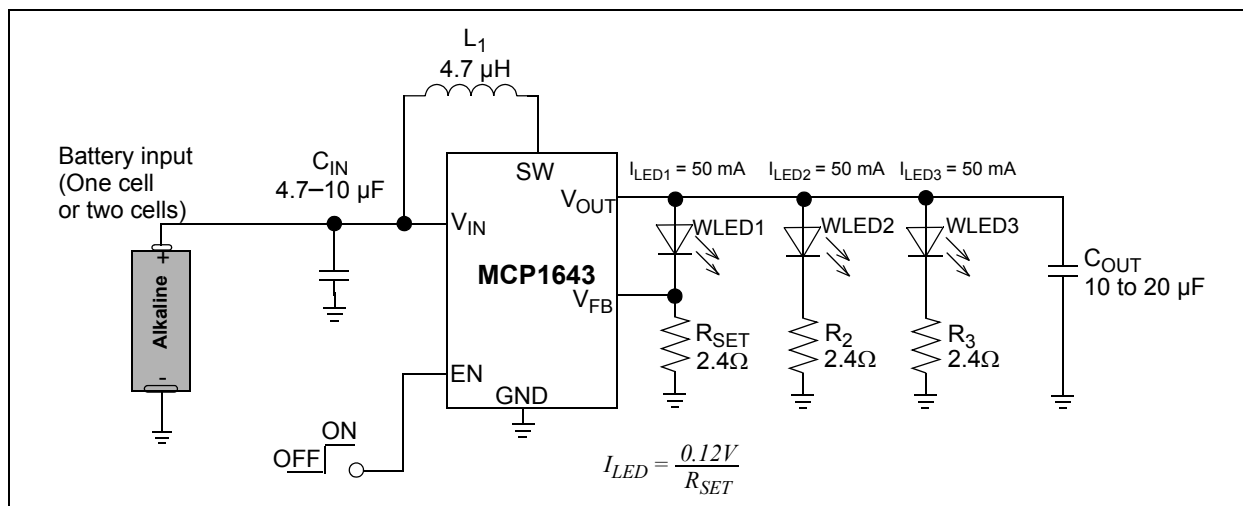 L1
4.7 µH
Battery input
(One cell
or two cells)
CIN
4.7–10 µF
+
Alkaline
-
SW
VIN
VOUT
MCP1643
VFB
EN
GND
ILED1 = 50 mA
ILED2 = 50 mA
ILED3 = 50 mA
WLED1
WLED2
WLED3
RSET
2.4Ω
R2
2.4Ω
R3
2.4Ω
COUT
10 to 20 µF
ON
OFF
ILED = 0.12V / RSET